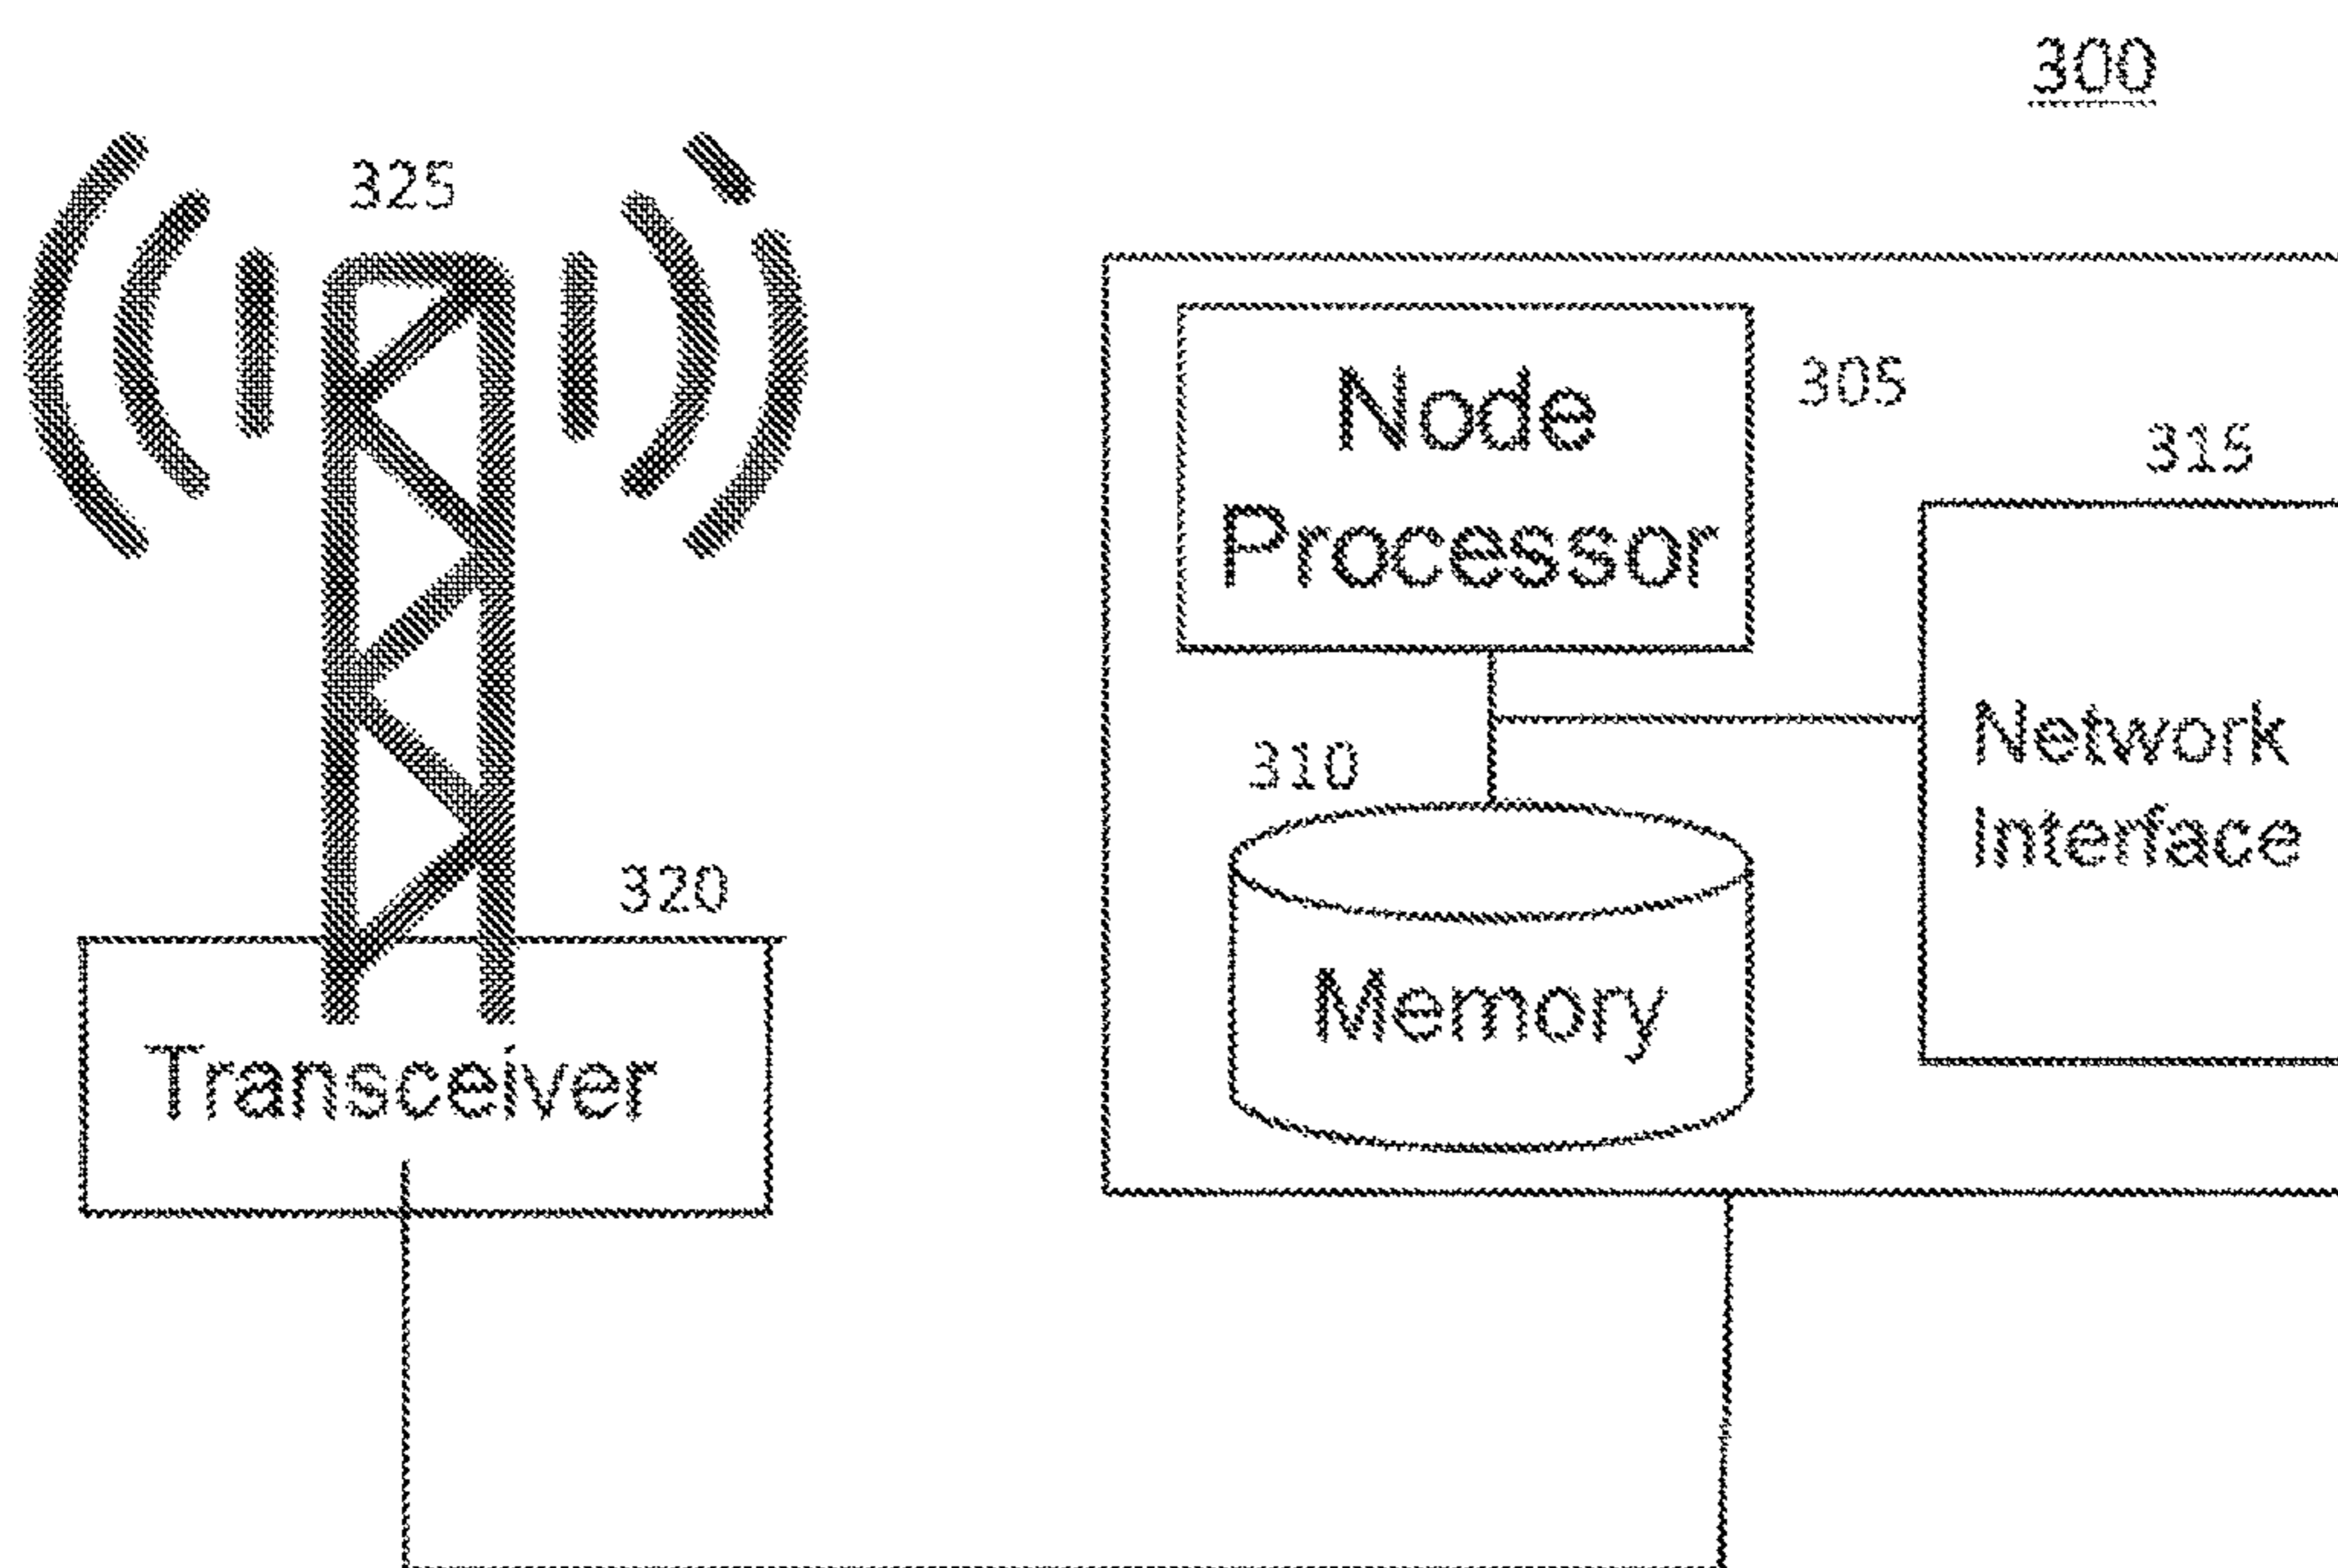 300
325
Node
Processor
305
315
310
Network
Interface
320
Memory
Transceiver